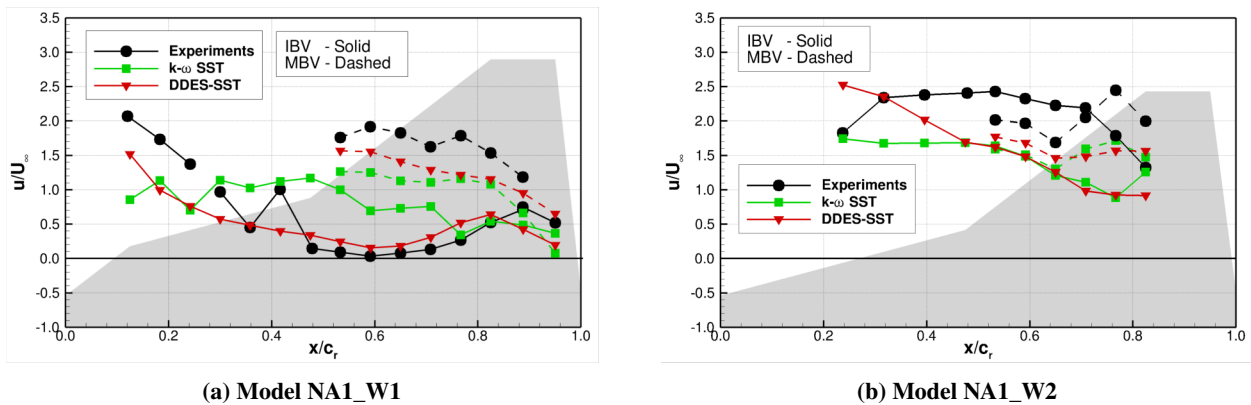 3.5
3.0
2.5
2.0
1.5
1.0
0.5
0.0
-0.5
-1.0
u/U∞
Experiments
k-ω SST
DDES-SST
IBV - Solid
MBV - Dashed
0.0 0.2 0.4 0.6 0.8 1.0
x/cr
(a) Model NA1_W1
3.5
3.0
2.5
2.0
1.5
1.0
0.5
0.0
-0.5
-1.0
u/U∞
IBV - Solid
MBV - Dashed
Experiments
k-ω SST
DDES-SST
0.0 0.2 0.4 0.6 0.8 1.0
x/cr
(b) Model NA1_W2